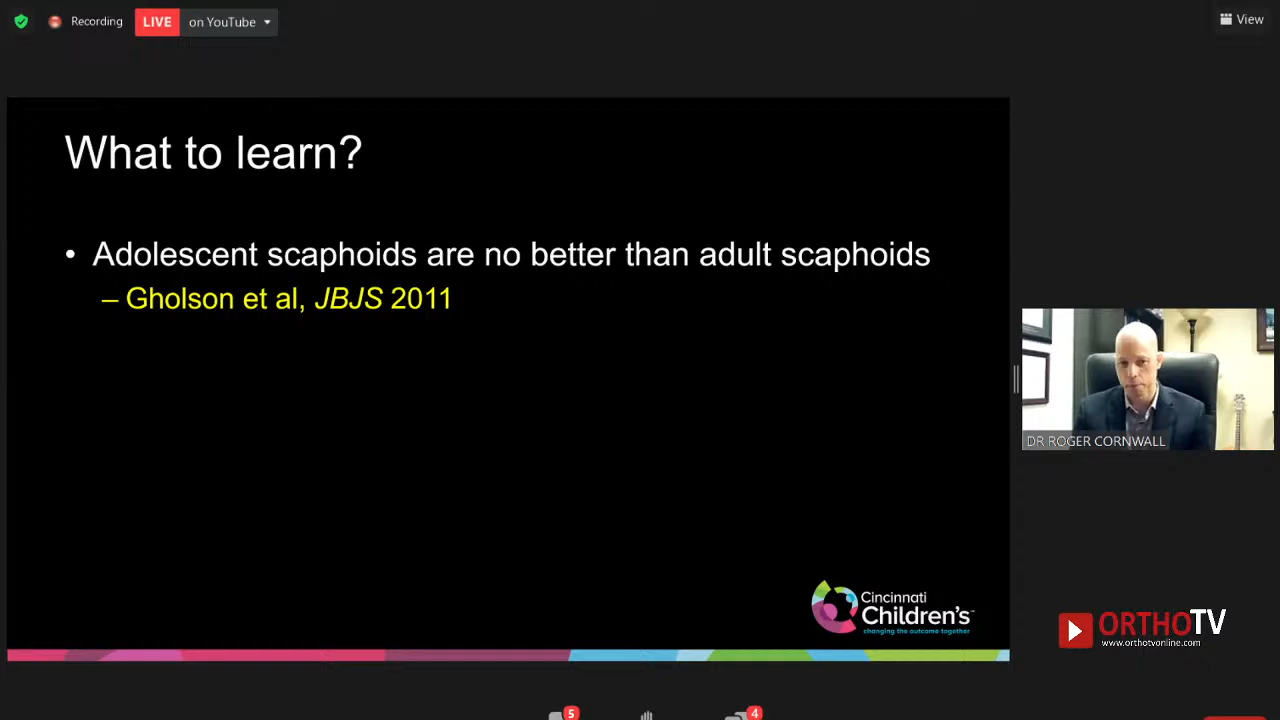 Recording
LIVE on YouTube
View
What to learn?
• Adolescent scaphoids are no better than adult scaphoids
– Gholson et al, JBJS 2011
DR ROGER CORNWALL
Cincinnati
Children's™
changing the outcome together
ORTHOTV
www.orthotvonline.com
5
4